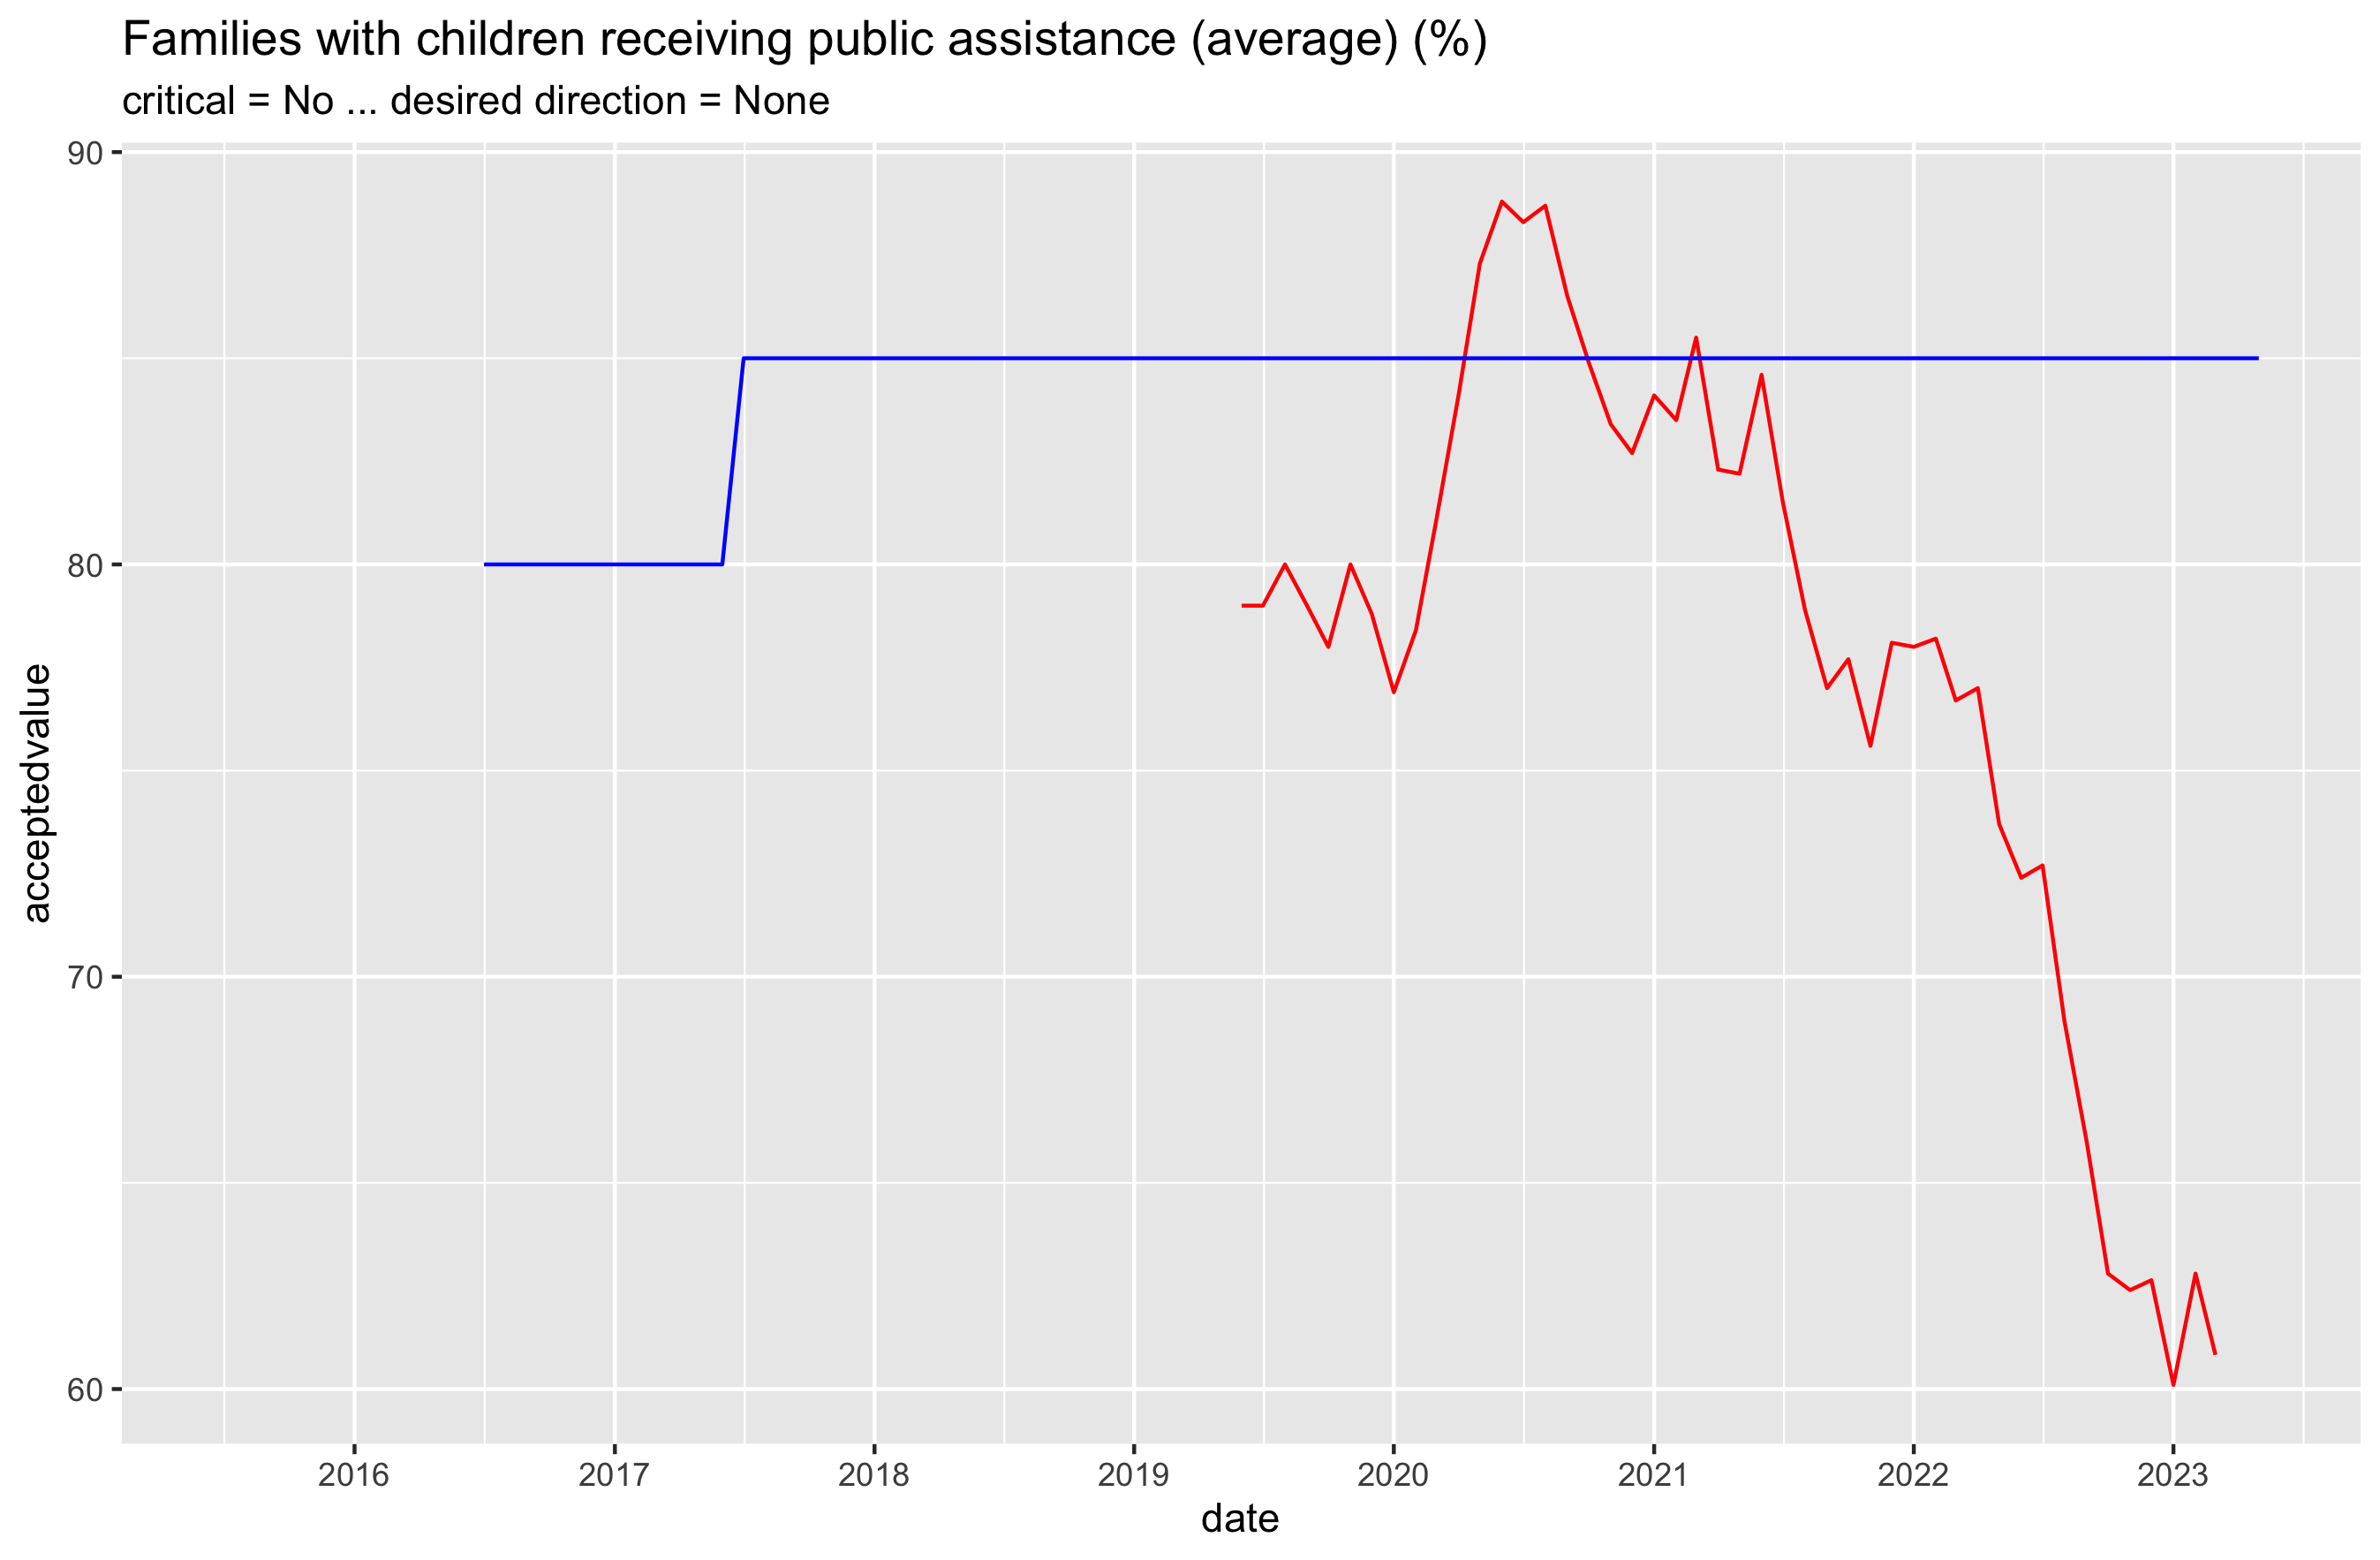 Families with children receiving public assistance (average) (%)
critical = No ... desired direction = None
90
80
70
60
acceptedvalue
2016 2017 2018 2019 2020 2021 2022 2023
date